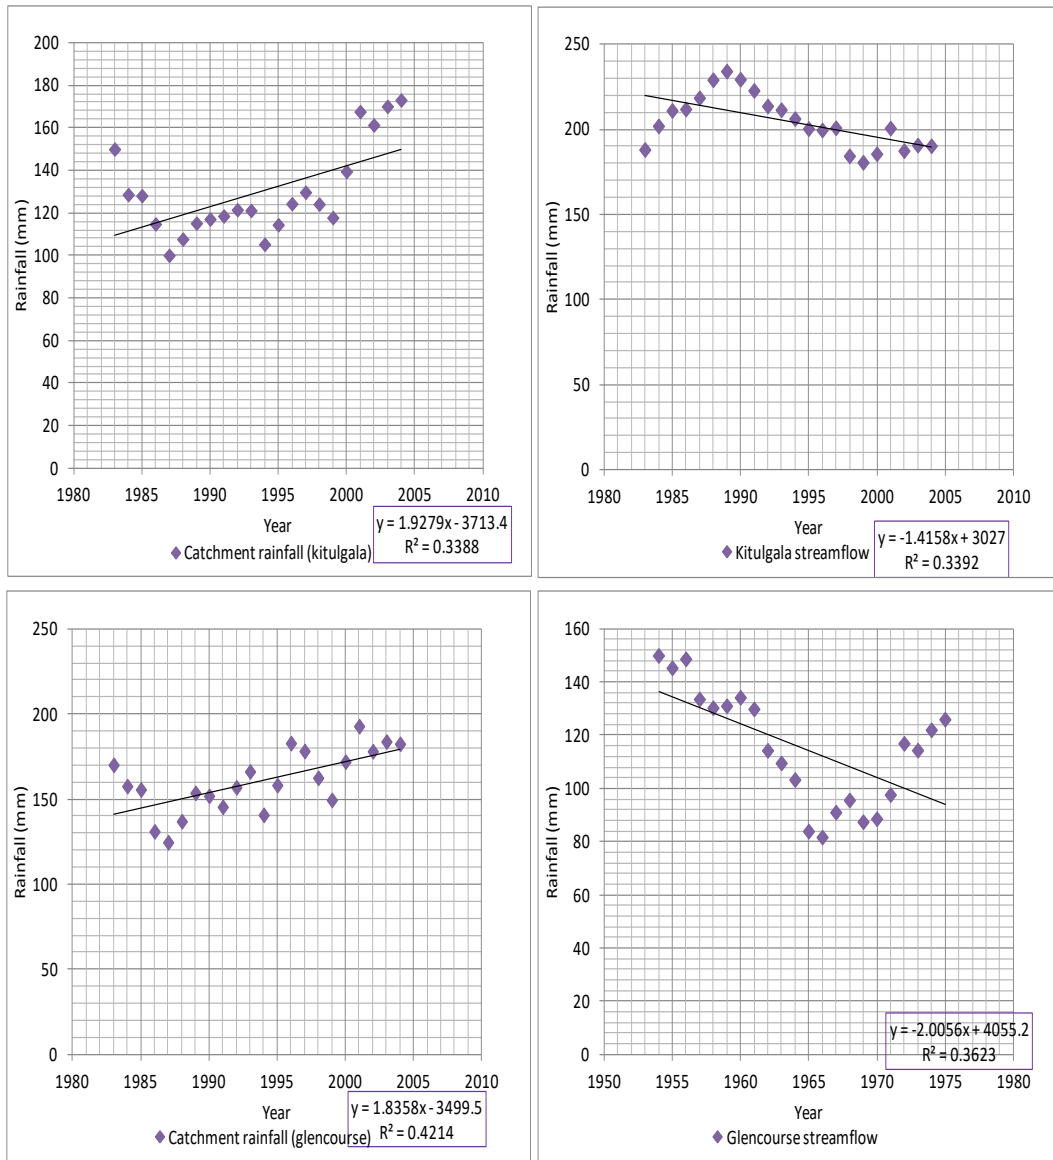 200
180
160
140
120
100
80
60
40
20
0
Rainfall (mm)
1980 1985 1990 1995 2000 2005 2010
Year
Catchment rainfall (kitulgala)
y = 1.9279x - 3713.4
R² = 0.3388
250
200
150
100
50
0
Rainfall (mm)
1980 1985 1990 1995 2000 2005 2010
Year
Kitulgala streamflow
y = -1.4158x + 3027
R² = 0.3392
250
200
150
100
50
0
Rainfall (mm)
1980 1985 1990 1995 2000 2005 2010
Year
Catchment rainfall (glencourse)
y = 1.8358x - 3499.5
R² = 0.4214
160
140
120
100
80
60
40
20
0
Rainfall (mm)
y = -2.0056x + 4055.2
R² = 0.3623
1950 1955 1960 1965 1970 1975 1980
Year
Glencourse streamflow